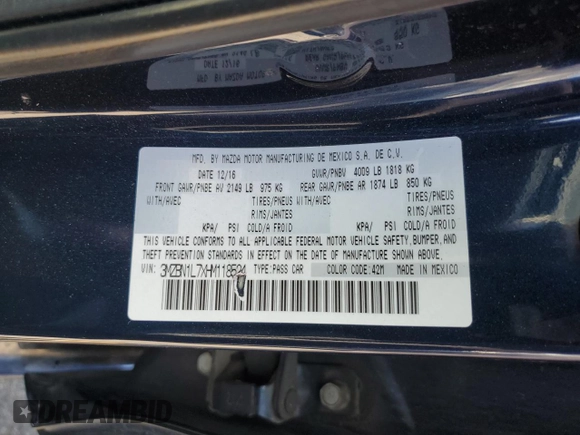 MFD. BY MAZDA MOTOR MANUFACTURING DE MEXICO S.A. DE C.V.
DATE 12/16 GVWR/PNBV 4009 LB 1818 KG
FRONT GAWR/PNBE AV 2149 LB 975 KG REAR GAWR/PNBE AR 1874 LB 850 KG
WITH/AVEC TIRES/PNEUS WITH/AVEC TIRES/PNEUS
RIMS/JANTES RIMS/JANTES
KPA/ PSI COLD/A FROID KPA/ PSI COLD/A FROID
THIS VEHICLE CONFORMS TO ALL APPLICABLE FEDERAL MOTOR VEHICLE SAFETY, BUMPER, AND
THEFT PREVENTION STANDARDS IN EFFECT ON THE DATE OF MANUFACTURE SHOWN ABOVE.
VIN: 3MZBN1L7XHM118524 TYPE:PASS CAR COLOR CODE:42M MADE IN MEXICO
DREAMBID